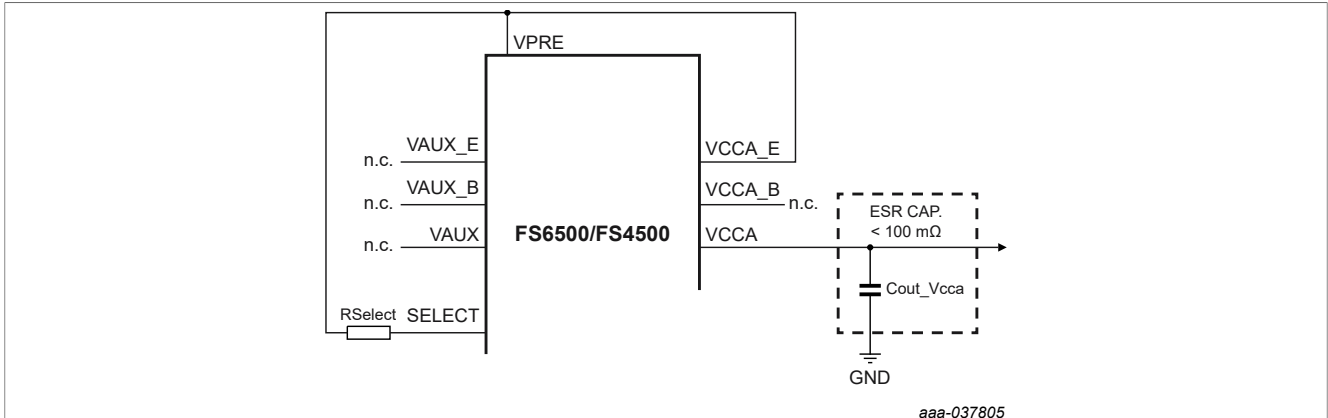 VPRE
VAUX_E
n.c.
VAUX_B
n.c.
VAUX
n.c.
FS6500/FS4500
VCCA_E
VCCA_B
n.c.
VCCA
ESR CAP.
< 100 mΩ
Cout_Vcca
GND
RSelect
SELECT
aaa-037805